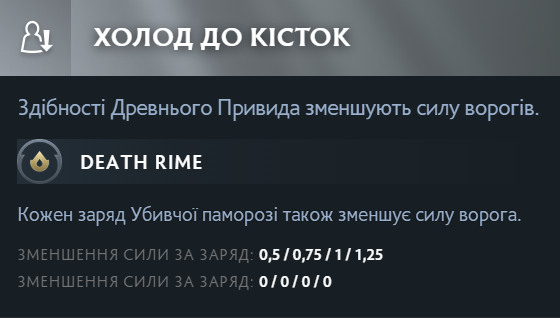 ХОЛОД ДО КІСТОК
Здібності Древнього Привида зменшують силу ворогів.
DEATH RIME
Кожен заряд Убивчої паморозі також зменшує силу ворога.
ЗМЕНШЕННЯ СИЛИ ЗА ЗАРЯД: 0,5 / 0,75 / 1 / 1,25
ЗМЕНШЕННЯ СИЛИ ЗА ЗАРЯД: 0 / 0 / 0 / 0